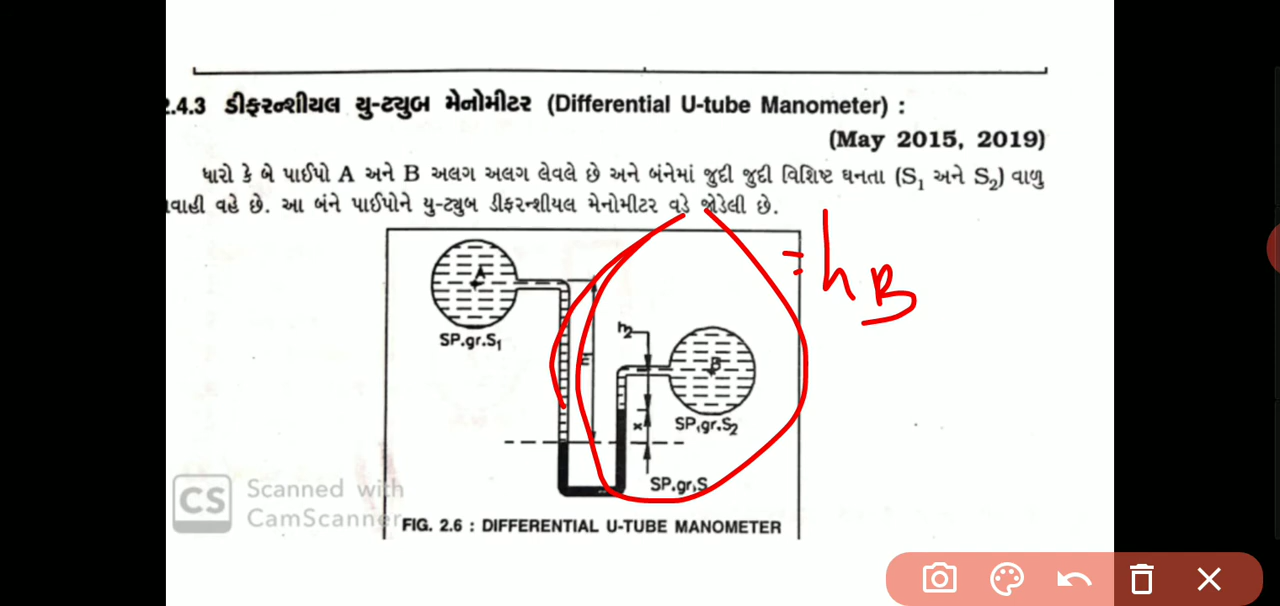 2.4.3 ડીફરન્શીયલ યુ-ટ્યુબ મેનોમીટર (Differential U-tube Manometer) :
(May 2015, 2019)
ધારો કે બે પાઈપો A અને B અલગ અલગ લેવલે છે અને બંનેમાં જુદી જુદી વિશિષ્ટ ઘનતા (S₁ અને S₂) વાળુ
વાહી વહે છે. આ બંને પાઈપોને યુ-ટ્યુબ ડીફરન્શીયલ મેનોમીટર વડે જોડેલી છે.
= hB
A
SP.gr.S₁
h₂
B
SP.gr.S₂
x
SP.gr.S
CS Scanned with
CamScanner
FIG. 2.6 : DIFFERENTIAL U-TUBE MANOMETER